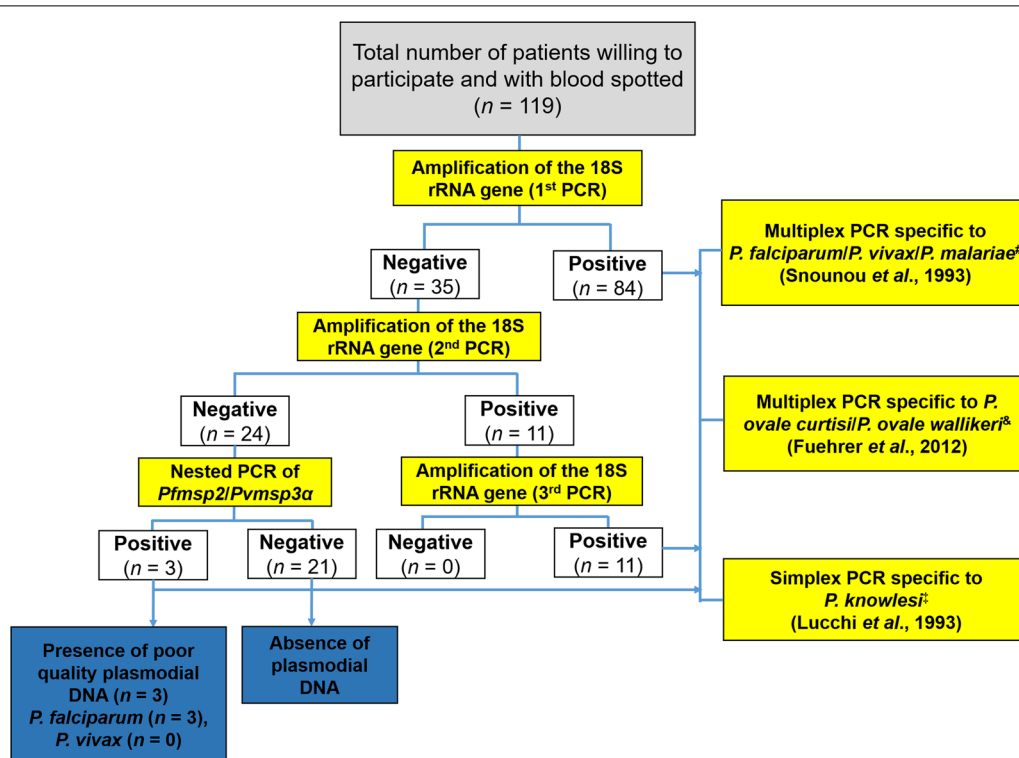 Total number of patients willing to
participate and with blood spotted
(n = 119)
Amplification of the 18S
rRNA gene (1st PCR)
Negative
(n = 35)
Positive
(n = 84)
Multiplex PCR specific to
P. falciparum/P. vivax/P. malariae#
(Snounou et al., 1993)
Amplification of the 18S
rRNA gene (2nd PCR)
Negative
(n = 24)
Positive
(n = 11)
Multiplex PCR specific to P.
ovale curtisi/P. ovale wallikeri&
(Fuehrer et al., 2012)
Nested PCR of
Pfmsp2/Pvmsp3α
Amplification of the 18S
rRNA gene (3rd PCR)
Positive
(n = 3)
Negative
(n = 21)
Negative
(n = 0)
Positive
(n = 11)
Simplex PCR specific to
P. knowlesi‡
(Lucchi et al., 1993)
Presence of poor
quality plasmodial
DNA (n = 3)
P. falciparum (n = 3),
P. vivax (n = 0)
Absence of
plasmodial
DNA